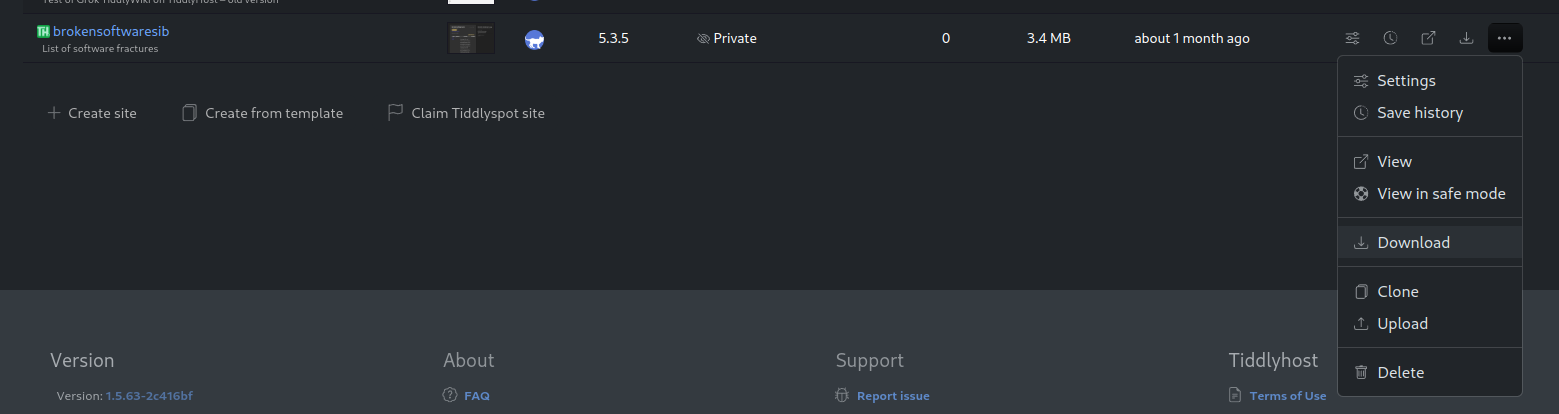 Test of Grok TiddlyWiki on TiddlyHost – old version
TH brokensoftwaresib 5.3.5 Private 0 3.4 MB about 1 month ago
List of software fractures
Settings
Create site Create from template Claim Tiddlyspot site
Save history
View
View in safe mode
Download
Clone
Upload
Version About Support Tiddlyhost
Delete
Version: 1.5.63-2c416bf FAQ Report issue Terms of Use